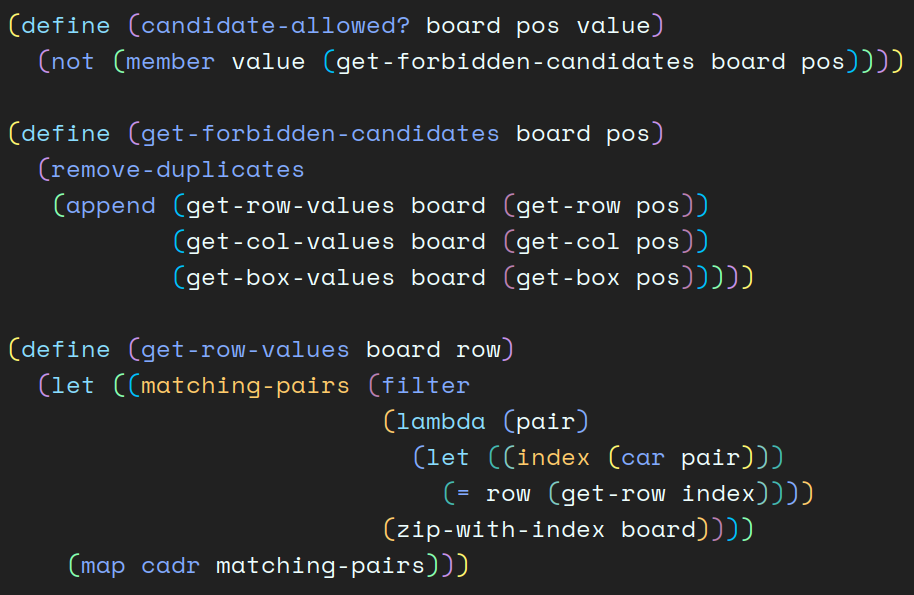 (define (candidate-allowed? board pos value)
  (not (member value (get-forbidden-candidates board pos))))

(define (get-forbidden-candidates board pos)
  (remove-duplicates
   (append (get-row-values board (get-row pos))
           (get-col-values board (get-col pos))
           (get-box-values board (get-box pos)))))

(define (get-row-values board row)
  (let ((matching-pairs (filter
                         (lambda (pair)
                           (let ((index (car pair)))
                             (= row (get-row index))))
                         (zip-with-index board))))
    (map cadr matching-pairs)))